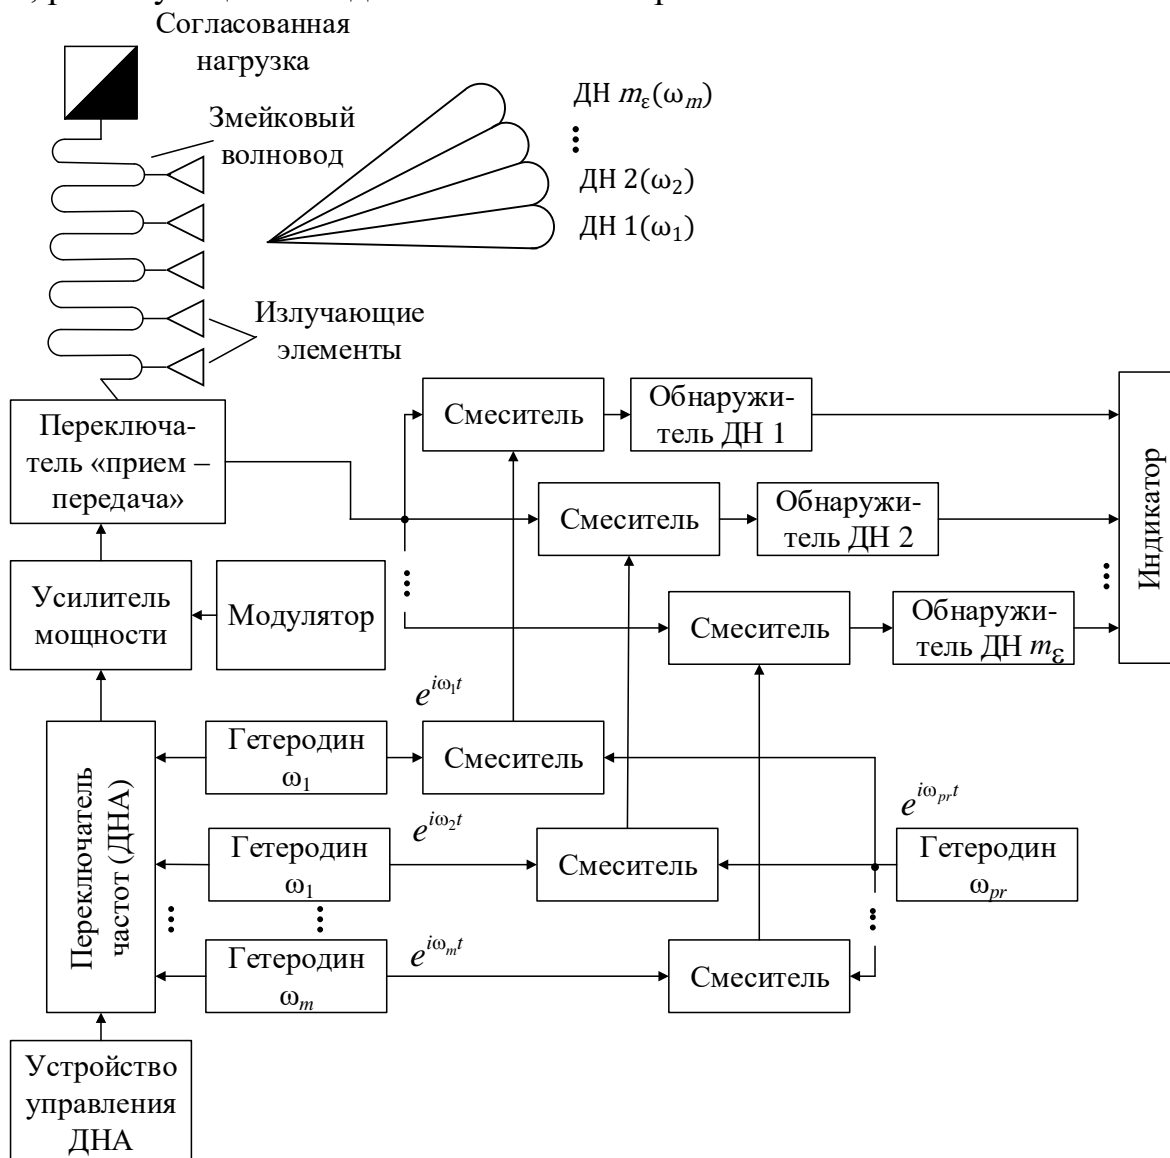 Согласованная
нагрузка
Змейковый
волновод
ДН mε(ωm)
ДН 2(ω2)
ДН 1(ω1)
Излучающие
элементы
Переключа-
тель «прием –
передача»
Смеситель
Обнаружи-
тель ДН 1
Смеситель
Обнаружи-
тель ДН 2
Индикатор
Усилитель
мощности
Модулятор
Смеситель
Обнаружи-
тель ДН mε
Переключатель
частот (ДНА)
Гетеродин
ω1
e^{iω1t}
Смеситель
e^{iωprt}
Гетеродин
ω1
e^{iω2t}
Смеситель
Гетеродин
ωpr
Гетеродин
ωm
e^{iωmt}
Смеситель
Устройство
управления
ДНА